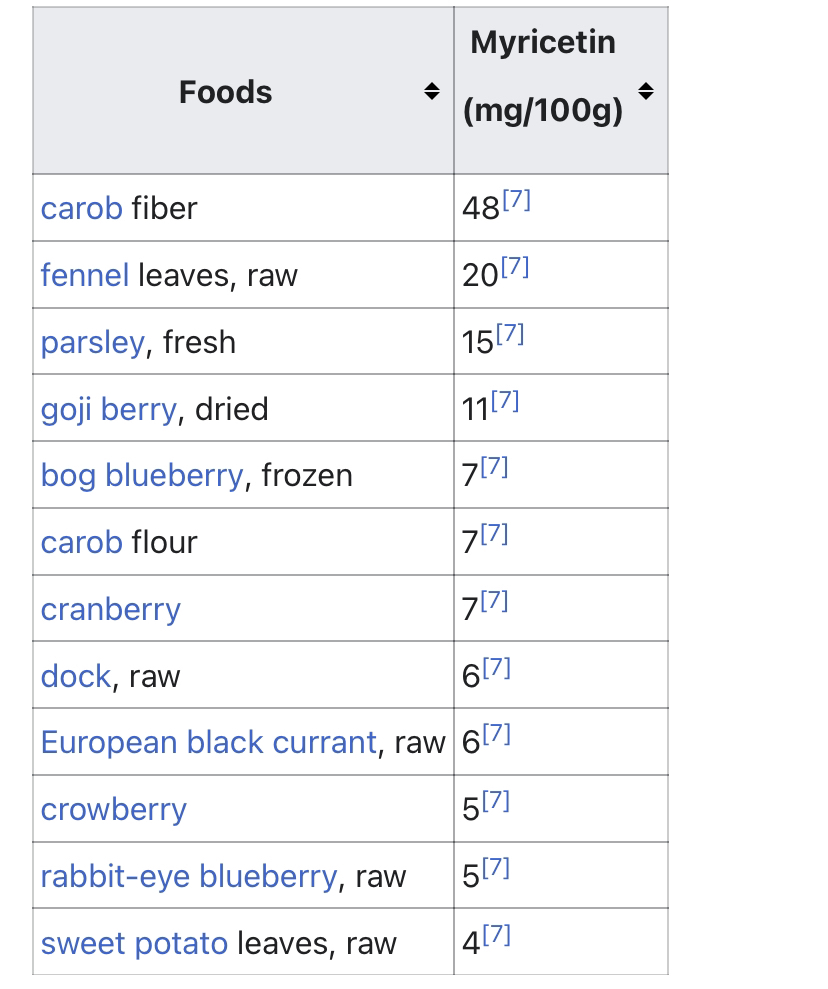 Foods
Myricetin
(mg/100g)
carob fiber 48[7]
fennel leaves, raw 20[7]
parsley, fresh 15[7]
goji berry, dried 11[7]
bog blueberry, frozen 7[7]
carob flour 7[7]
cranberry 7[7]
dock, raw 6[7]
European black currant, raw 6[7]
crowberry 5[7]
rabbit-eye blueberry, raw 5[7]
sweet potato leaves, raw 4[7]